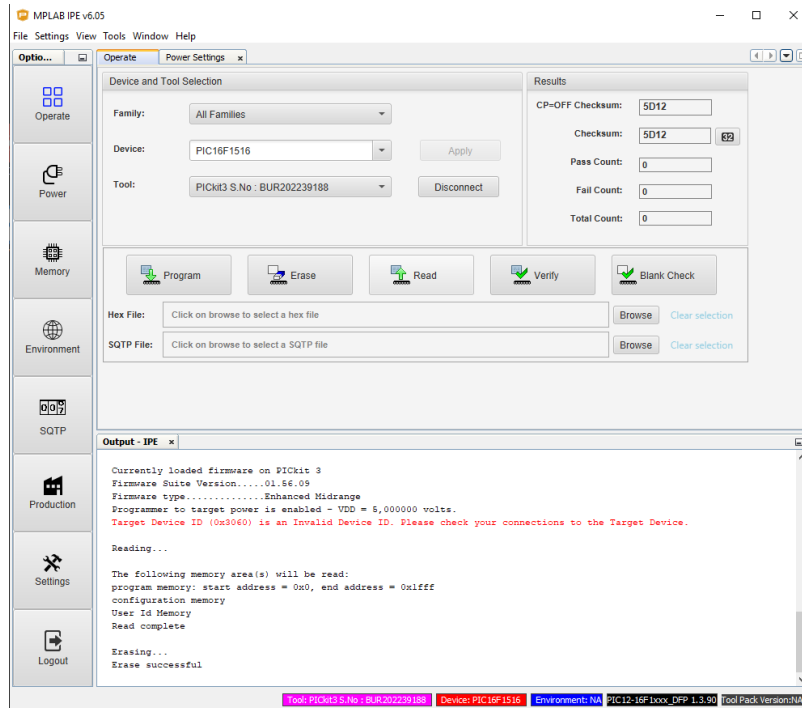 MPLAB IPE v6.05
File Settings View Tools Window Help
Optio...
Operate
Power Settings
Operate
Power
Memory
Environment
SQTP
Production
Settings
Logout
Device and Tool Selection
Family: All Families
Device: PIC16F1516 Apply
Tool: PICkit3 S.No : BUR202239188 Disconnect
Results
CP=OFF Checksum: 5D12
Checksum: 5D12 32
Pass Count: 0
Fail Count: 0
Total Count: 0
Program Erase Read Verify Blank Check
Hex File: Click on browse to select a hex file Browse Clear selection
SQTP File: Click on browse to select a SQTP file Browse Clear selection
Output - IPE
Currently loaded firmware on PICkit 3
Firmware Suite Version.....01.56.09
Firmware type..............Enhanced Midrange
Programmer to target power is enabled - VDD = 5,000000 volts.
Target Device ID (0x3060) is an Invalid Device ID. Please check your connections to the Target Device.
Reading...
The following memory area(s) will be read:
program memory: start address = 0x0, end address = 0x1fff
configuration memory
User Id Memory
Read complete
Erasing...
Erase successful
Tool: PICkit3 S.No : BUR202239188 Device: PIC16F1516 Environment: NA PIC12-16F1xxx_DFP 1.3.90 Tool Pack Version:NA